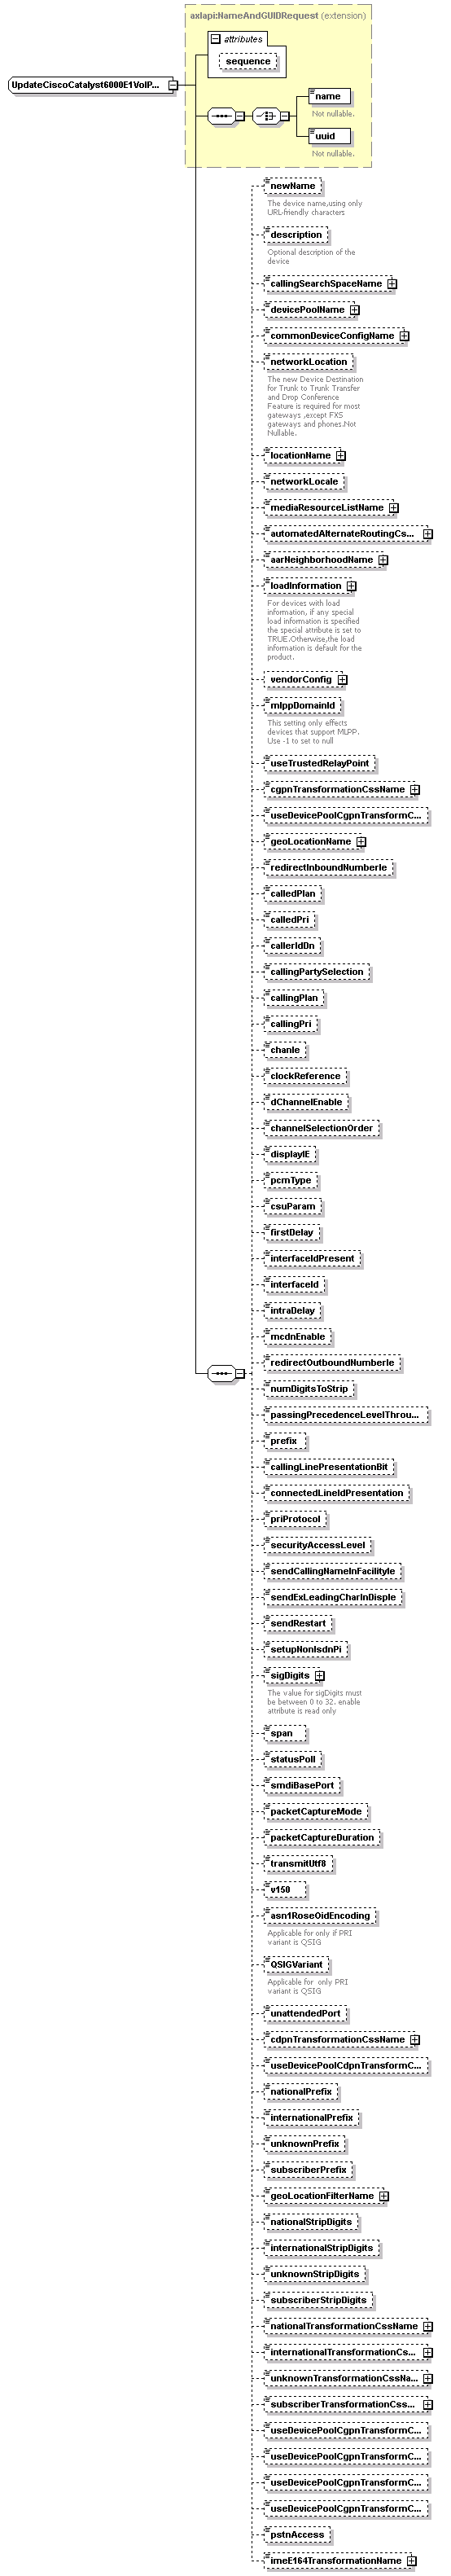 axlapi:NameAndGUIDRequest (extension)
attributes
sequence
UpdateCiscoCatalyst6000E1VoIP...
name
Not nullable.
uuid
Not nullable.
newName
The device name,using only
URL-friendly characters
description
Optional description of the
device
callingSearchSpaceName
devicePoolName
commonDeviceConfigName
networkLocation
The new Device Destination
for Trunk to Trunk Transfer
and Drop Conference
Feature is required for most
gateways ,except FXS
gateways and phones.Not
Nullable.
locationName
networkLocale
mediaResourceListName
automatedAlternateRoutingCs...
aarNeighborhoodName
loadInformation
For devices with load
information, if any special
load information is specified
the special attribute is set to
TRUE.Otherwise,the load
information is default for the
product.
vendorConfig
mlppDomainId
This setting only effects
devices that support MLPP.
Use -1 to set to null
useTrustedRelayPoint
cgpnTransformationCssName
useDevicePoolCgpnTransformC...
geoLocationName
redirectInboundNumberIe
calledPlan
calledPri
callerIdDn
callingPartySelection
callingPlan
callingPri
chanIe
clockReference
dChannelEnable
channelSelectionOrder
displayIE
pcmType
csuParam
firstDelay
interfaceIdPresent
interfaceId
intraDelay
mcdnEnable
redirectOutboundNumberIe
numDigitsToStrip
passingPrecedenceLevelThrou...
prefix
callingLinePresentationBit
connectedLineIdPresentation
priProtocol
securityAccessLevel
sendCallingNameInFacilityIe
sendExLeadingCharInDispIe
sendRestart
setupNonIsdnPi
sigDigits
The value for sigDigits must
be between 0 to 32. enable
attribute is read only
span
statusPoll
smdiBasePort
packetCaptureMode
packetCaptureDuration
transmitUtf8
v150
asn1RoseOidEncoding
Applicable for only if PRI
variant is QSIG
QSIGVariant
Applicable for  only PRI
variant is QSIG
unattendedPort
cdpnTransformationCssName
useDevicePoolCdpnTransformC...
nationalPrefix
internationalPrefix
unknownPrefix
subscriberPrefix
geoLocationFilterName
nationalStripDigits
internationalStripDigits
unknownStripDigits
subscriberStripDigits
nationalTransformationCssName
internationalTransformationCs...
unknownTransformationCssNa...
subscriberTransformationCss...
useDevicePoolCgpnTransformC...
useDevicePoolCgpnTransformC...
useDevicePoolCgpnTransformC...
useDevicePoolCgpnTransformC...
pstnAccess
imeE164TransformationName